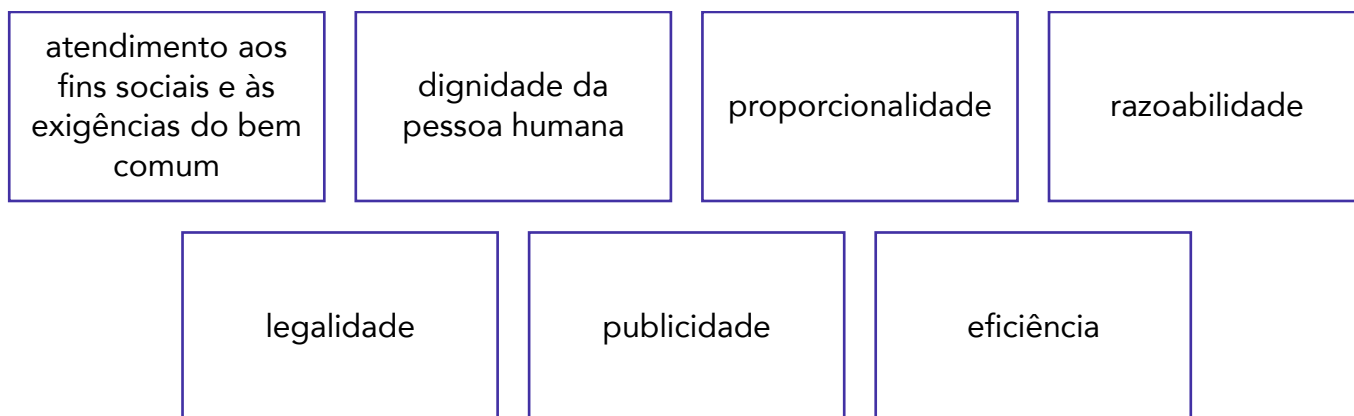 atendimento aos
fins sociais e às
exigências do bem
comum
dignidade da
pessoa humana
proporcionalidade
razoabilidade
legalidade
publicidade
eficiência